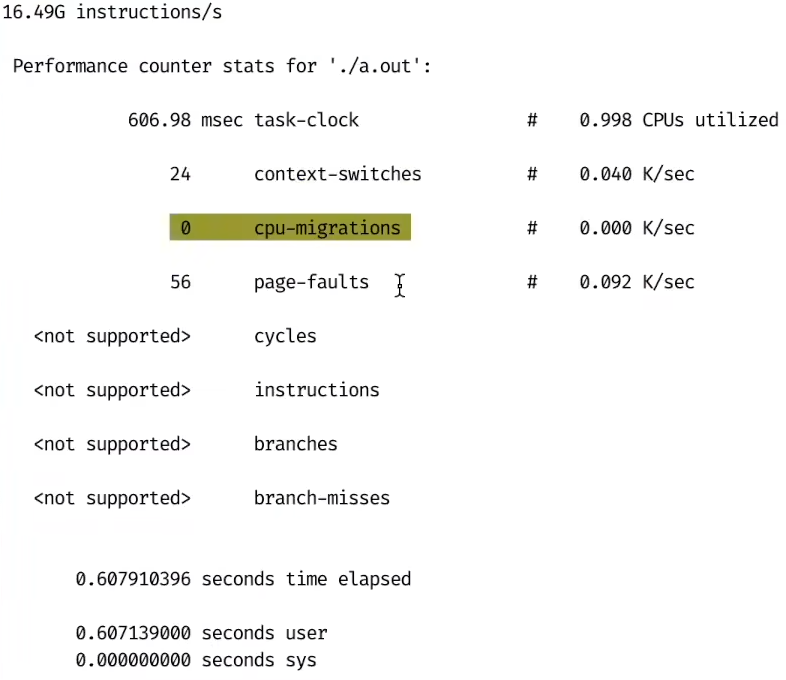 16.49G instructions/s
Performance counter stats for './a.out':
606.98 msec task-clock # 0.998 CPUs utilized
24 context-switches # 0.040 K/sec
0 cpu-migrations # 0.000 K/sec
56 page-faults # 0.092 K/sec
<not supported> cycles
<not supported> instructions
<not supported> branches
<not supported> branch-misses
0.607910396 seconds time elapsed
0.607139000 seconds user
0.000000000 seconds sys